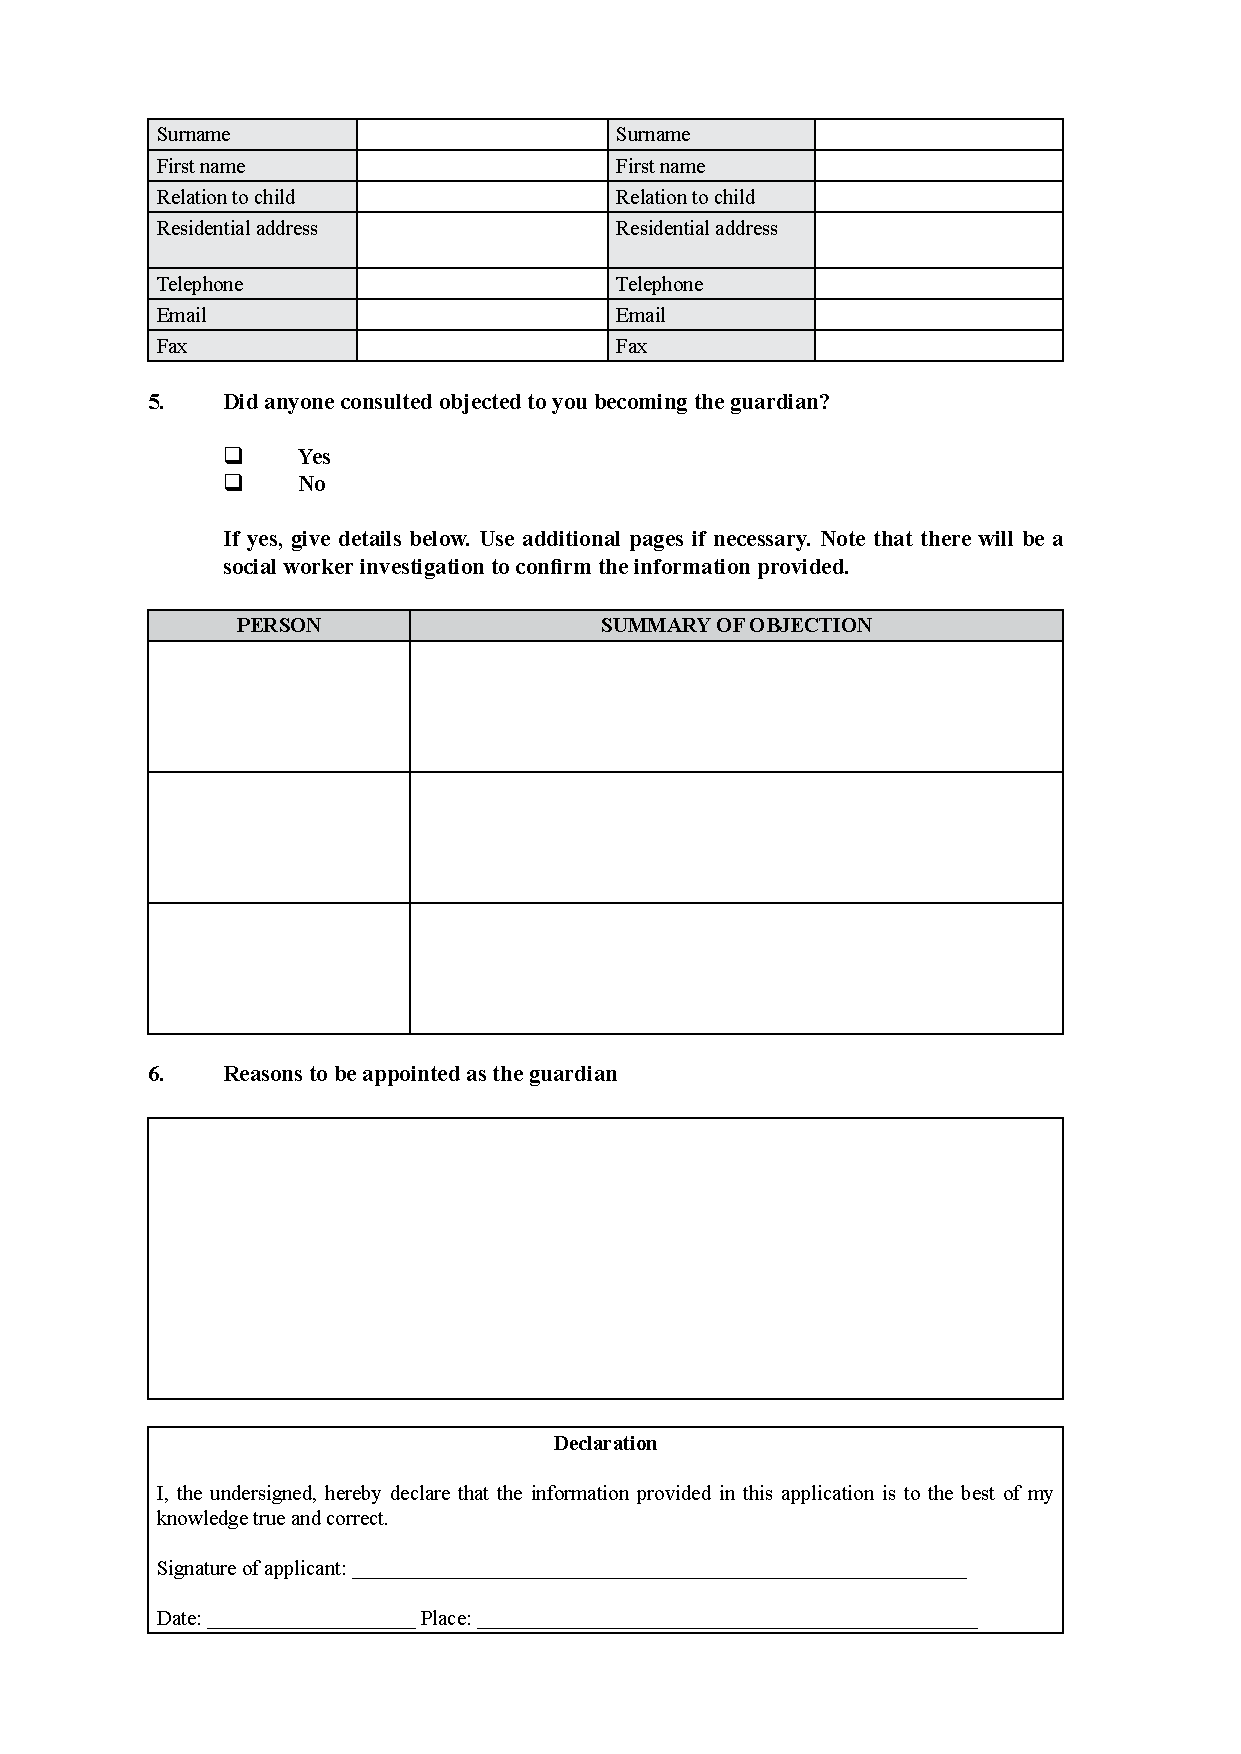 Surname Surname
First name First name
Relation to child Relation to child
Residential address Residential address
Telephone Telephone
Email Email
Fax Fax
5. Did anyone consulted objected to you becoming the guardian?
❑ Yes
❑ No
If yes, give details below. Use additional pages if necessary. Note that there will be a
social worker investigation to confirm the information provided.
PERSON SUMMARY OF OBJECTION
6. Reasons to be appointed as the guardian
Declaration
I, the undersigned, hereby declare that the information provided in this application is to the best of my
knowledge true and correct.
Signature of applicant: ___________________________________________________________
Date: ____________________ Place: ________________________________________________